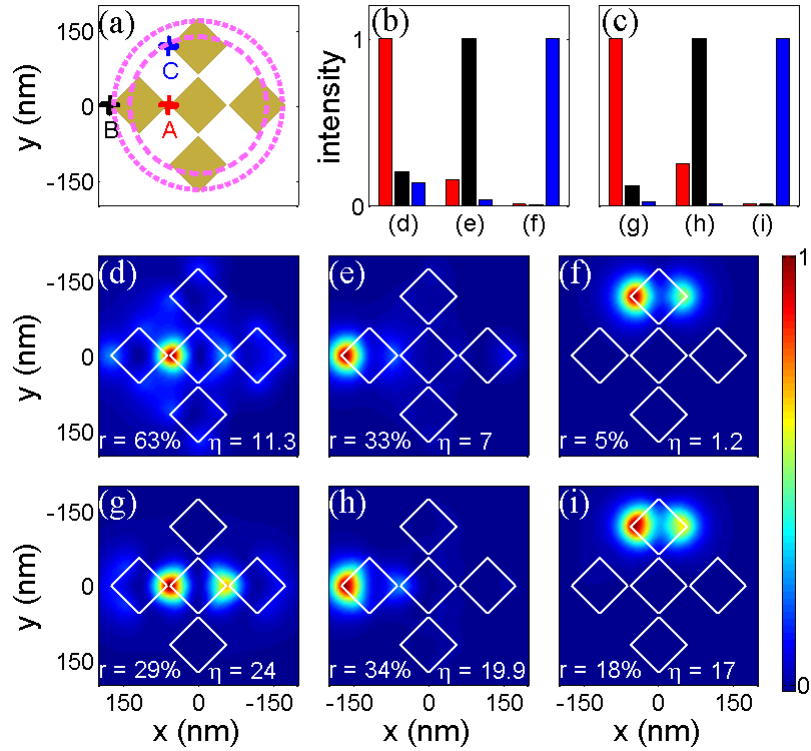 (a)
y (nm)
150
0
-150
C
B
A
(b)
intensity
1
0
(d)
(e)
(f)
(c)
(g)
(h)
(i)
(d)
y (nm)
-150
0
150
r = 63%
η = 11.3
(e)
r = 33%
η = 7
(f)
r = 5%
η = 1.2
1
0
(g)
y (nm)
-150
0
150
r = 29%
η = 24
150
0
-150
x (nm)
(h)
r = 34%
η = 19.9
150
0
-150
x (nm)
(i)
r = 18%
η = 17
150
0
-150
x (nm)